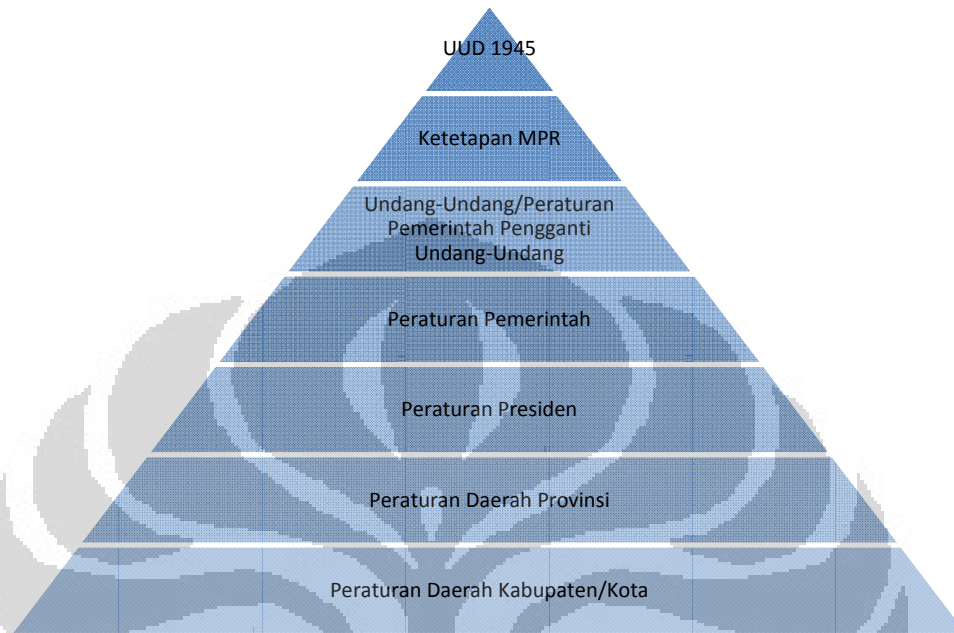 UUD 1945
Ketetapan MPR
Undang-Undang/Peraturan
Pemerintah Pengganti
Undang-Undang
Peraturan Pemerintah
Peraturan Presiden
Peraturan Daerah Provinsi
Peraturan Daerah Kabupaten/Kota